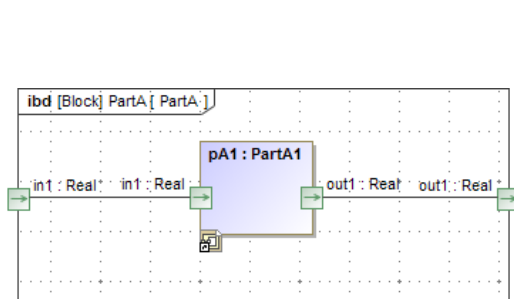 ibd [Block] PartA [ PartA ]
pA1 : PartA1
in1 : Real in1 : Real out1 : Real out1 : Real